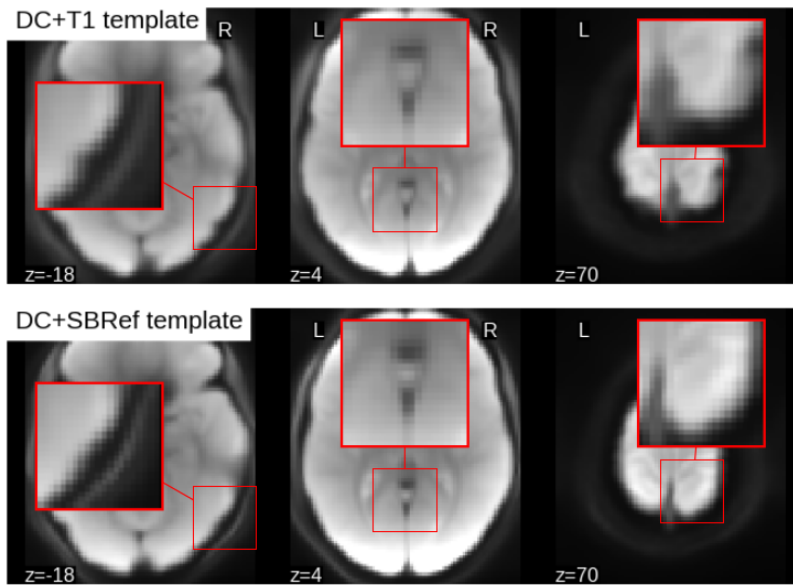 DC+T1 template
R L R L
z=-18 z=4 z=70
DC+SBRef template
L R L
z=-18 z=4 z=70